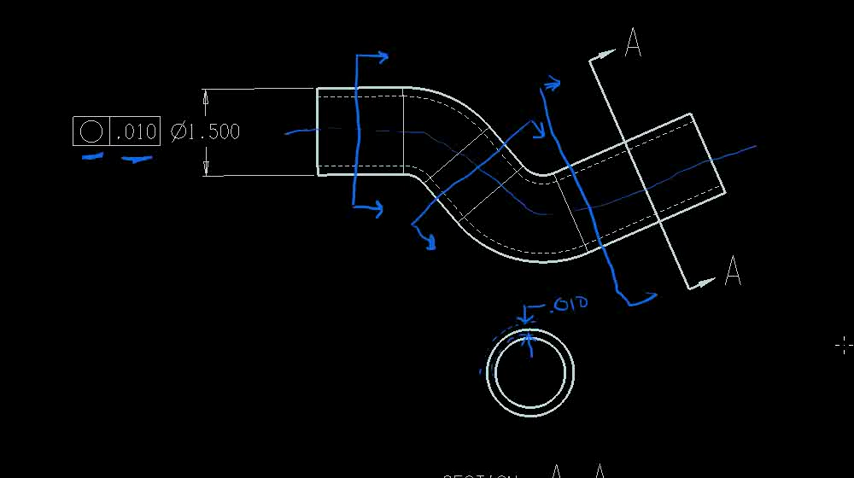 A
○ .010 Ø1.500
A
.010
SECTION A A